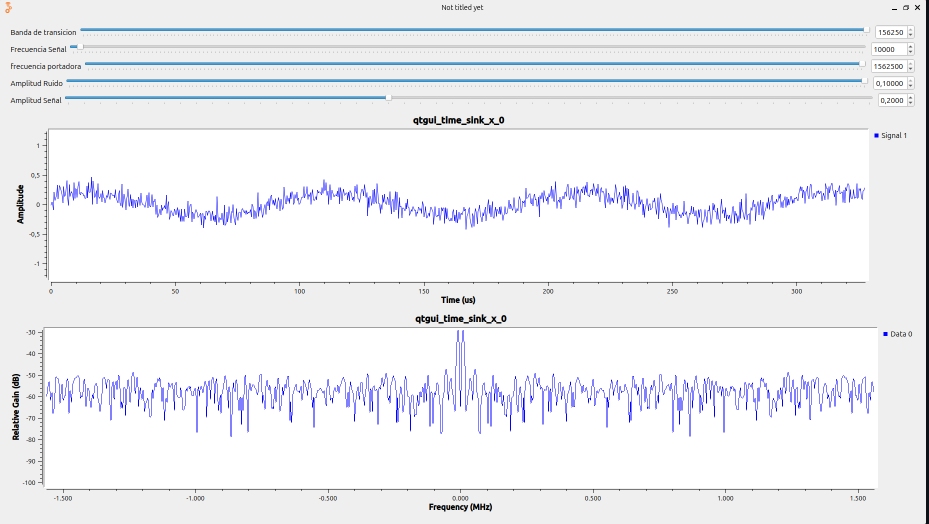 Not titled yet
Banda de transicion 156250
Frecuencia Señal 10000
frecuencia portadora 1562500
Amplitud Ruido 0,10000
Amplitud Señal 0,2000
qtgui_time_sink_x_0
Signal 1
Amplitude
1
0,5
0
-0,5
-1
0 50 100 150 200 250 300
Time (us)
qtgui_time_sink_x_0
Data 0
Relative Gain (dB)
-30
-40
-50
-60
-70
-80
-90
-100
-1.500 -1.000 -0.500 0.000 0.500 1.000 1.500
Frequency (MHz)